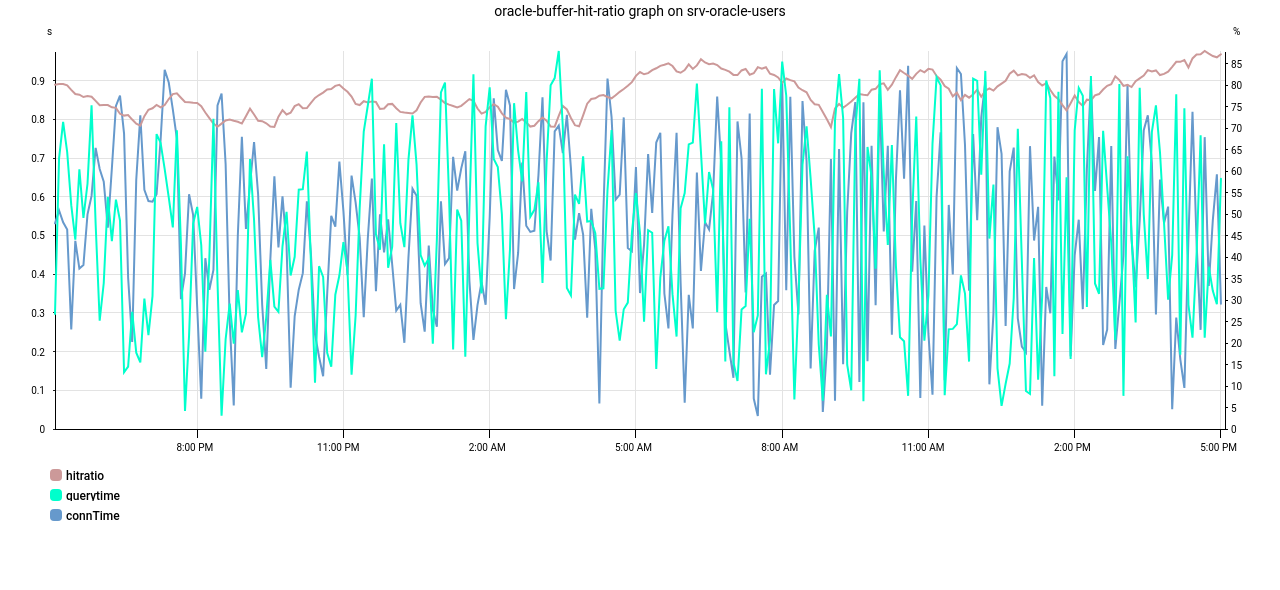 oracle-buffer-hit-ratio graph on srv-oracle-users
s
%
0.9
0.8
0.7
0.6
0.5
0.4
0.3
0.2
0.1
0
85
80
75
70
65
60
55
50
45
40
35
30
25
20
15
10
5
0
8:00 PM
11:00 PM
2:00 AM
5:00 AM
8:00 AM
11:00 AM
2:00 PM
5:00 PM
hitratio
querytime
connTime